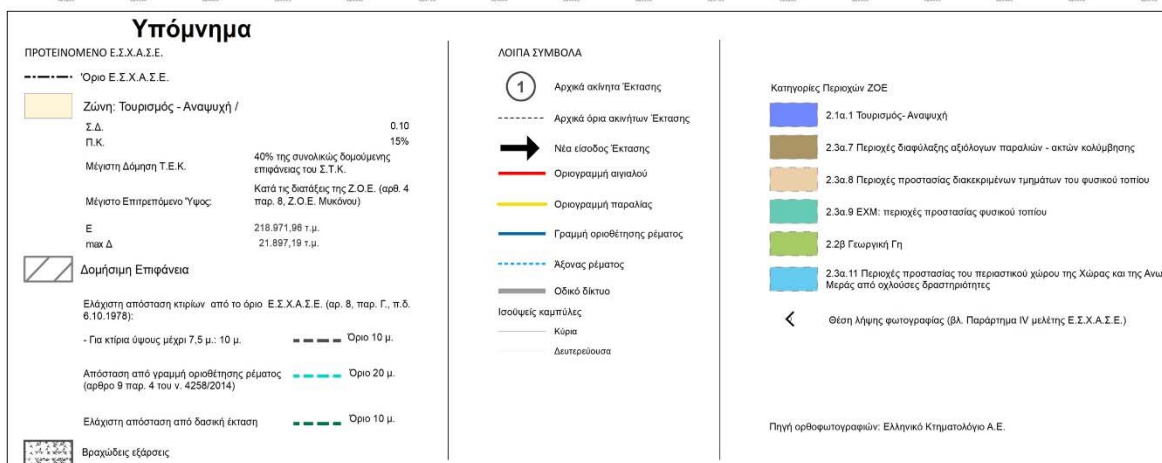 Υπόμνημα
ΠΡΟΤΕΙΝΟΜΕΝΟ Ε.Σ.Χ.Α.Σ.Ε.
'Όριο Ε.Σ.Χ.Α.Σ.Ε.
Ζώνη: Τουρισμός - Αναψυχή /
Σ.Δ. 0.10
Π.Κ. 15%
Μέγιστη Δόμηση Τ.Ε.Κ. 40% της συνολικώς δομούμενης
επιφάνειας του Σ.Τ.Κ.
Μέγιστο Επιτρεπόμενο Ύψος: Κατά τις διατάξεις της Ζ.Ο.Ε. (αρθ. 4
παρ. 8, Ζ.Ο.Ε. Μυκόνου)
Ε 218.971,96 τ.μ.
max Δ 21.897,19 τ.μ.
Δομήσιμη Επιφάνεια
Ελάχιστη απόσταση κτιρίων από το όριο Ε.Σ.Χ.Α.Σ.Ε. (αρ. 8, παρ. Γ., π.δ.
6.10.1978):
- Για κτίρια ύψους μέχρι 7,5 μ.: 10 μ. Όριο 10 μ.
Απόσταση από γραμμή οριοθέτησης ρέματος Όριο 20 μ.
(αρθρο 9 παρ. 4 του ν. 4258/2014)
Ελάχιστη απόσταση από δασική έκταση Όριο 10 μ.
Βραχώδεις εξάρσεις
ΛΟΙΠΑ ΣΥΜΒΟΛΑ
1 Αρχικά ακίνητα Έκτασης
Αρχικά όρια ακινήτων Έκτασης
Νέα είσοδος Έκτασης
Οριογραμμή αιγιαλού
Οριογραμμή παραλίας
Γραμμή οριοθέτησης ρέματος
Άξονας ρέματος
Οδικό δίκτυο
Ισοϋψείς καμπύλες
Κύρια
Δευτερεύουσα
Κατηγορίες Περιοχών ΖΟΕ
2.1α.1 Τουρισμός- Αναψυχή
2.3α.7 Περιοχές διαφύλαξης αξιόλογων παραλιών - ακτών κολύμβησης
2.3α.8 Περιοχές προστασίας διακεκριμένων τμημάτων του φυσικού τοπίου
2.3α.9 ΕΧΜ: περιοχές προστασίας φυσικού τοπίου
2.2β Γεωργική Γη
2.3α.11 Περιοχές προστασίας του περιαστικού χώρου της Χώρας και της Ανω
Μεράς από οχλούσες δραστηριότητες
Θέση λήψης φωτογραφίας (βλ. Παράρτημα IV μελέτης Ε.Σ.Χ.Α.Σ.Ε.)
Πηγή ορθοφωτογραφιών: Ελληνικό Κτηματολόγιο Α.Ε.